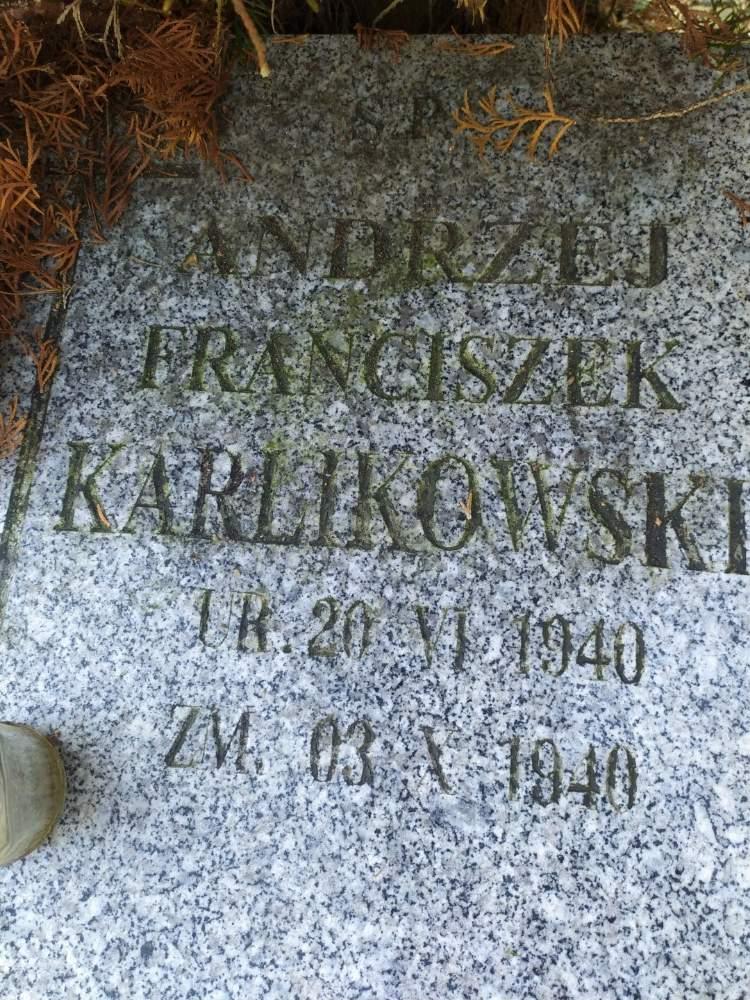 S P
ANDRZEJ
FRANCISZEK
KARLIKOWSKI
UR. 20 VI 1940
ZM. 03 X 1940